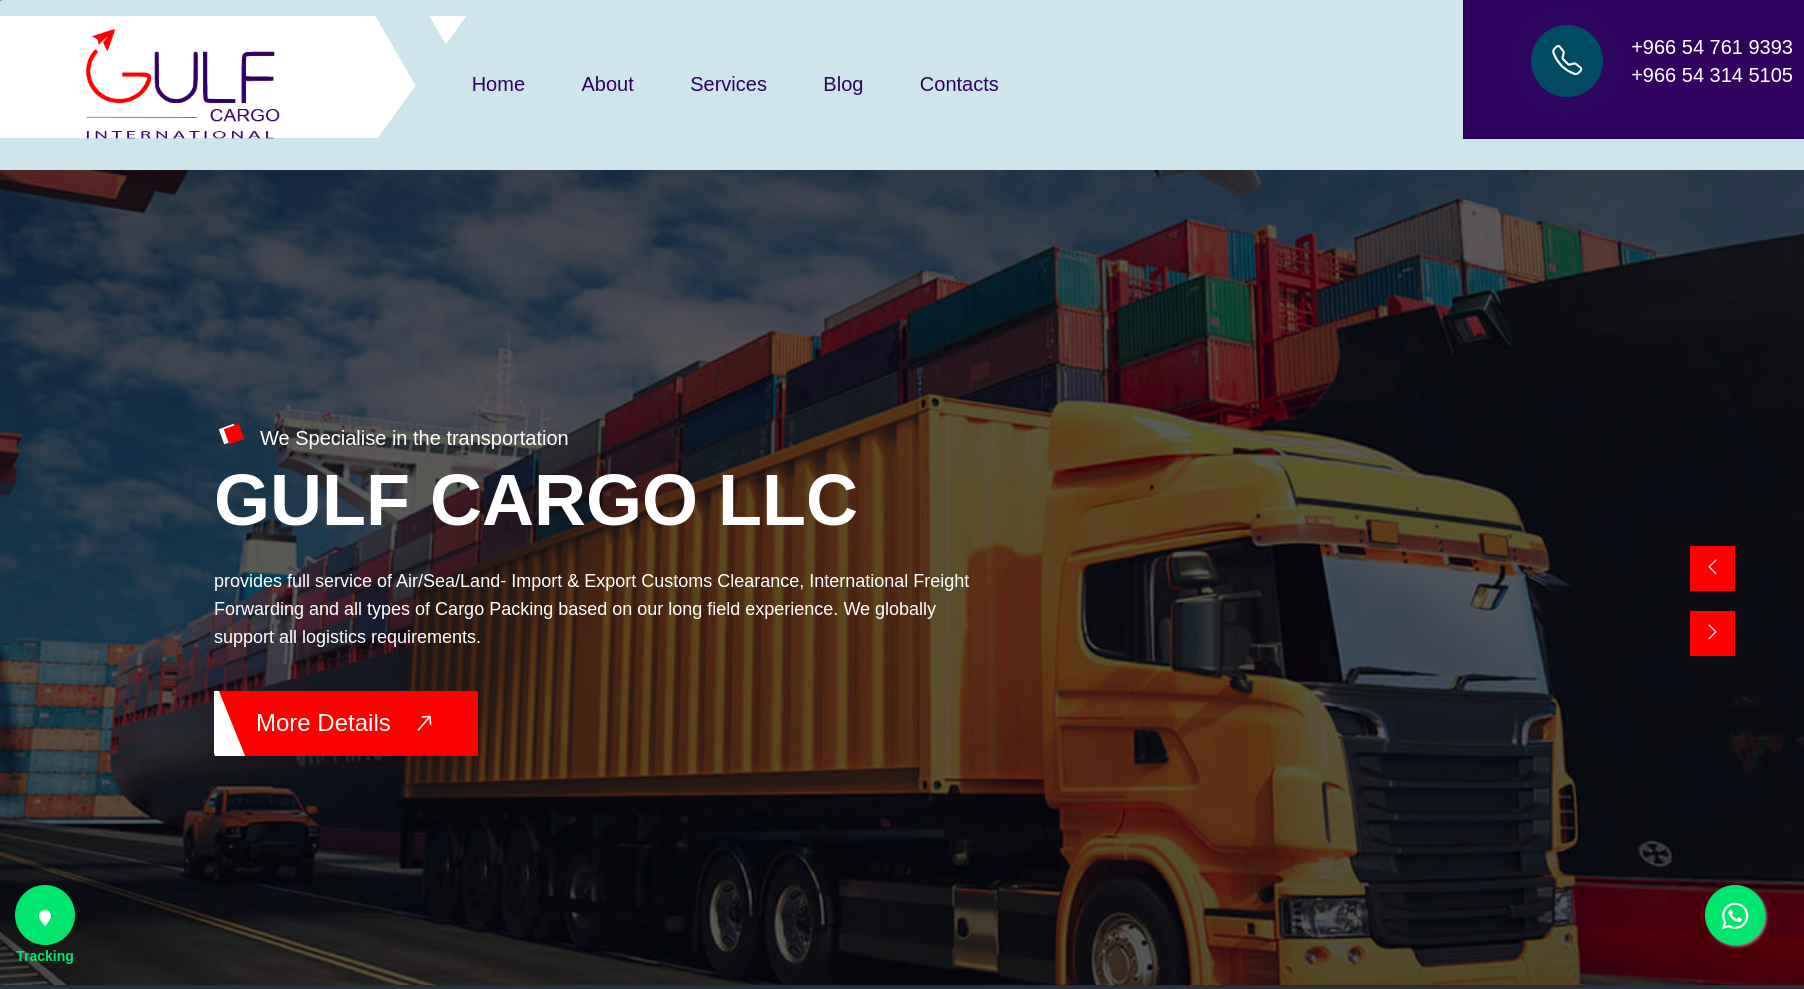 GULF
CARGO
INTERNATIONAL
Home
About
Services
Blog
Contacts
+966 54 761 9393
+966 54 314 5105
We Specialise in the transportation
GULF CARGO LLC
provides full service of Air/Sea/Land- Import & Export Customs Clearance, International Freight
Forwarding and all types of Cargo Packing based on our long field experience. We globally
support all logistics requirements.
More Details
Tracking